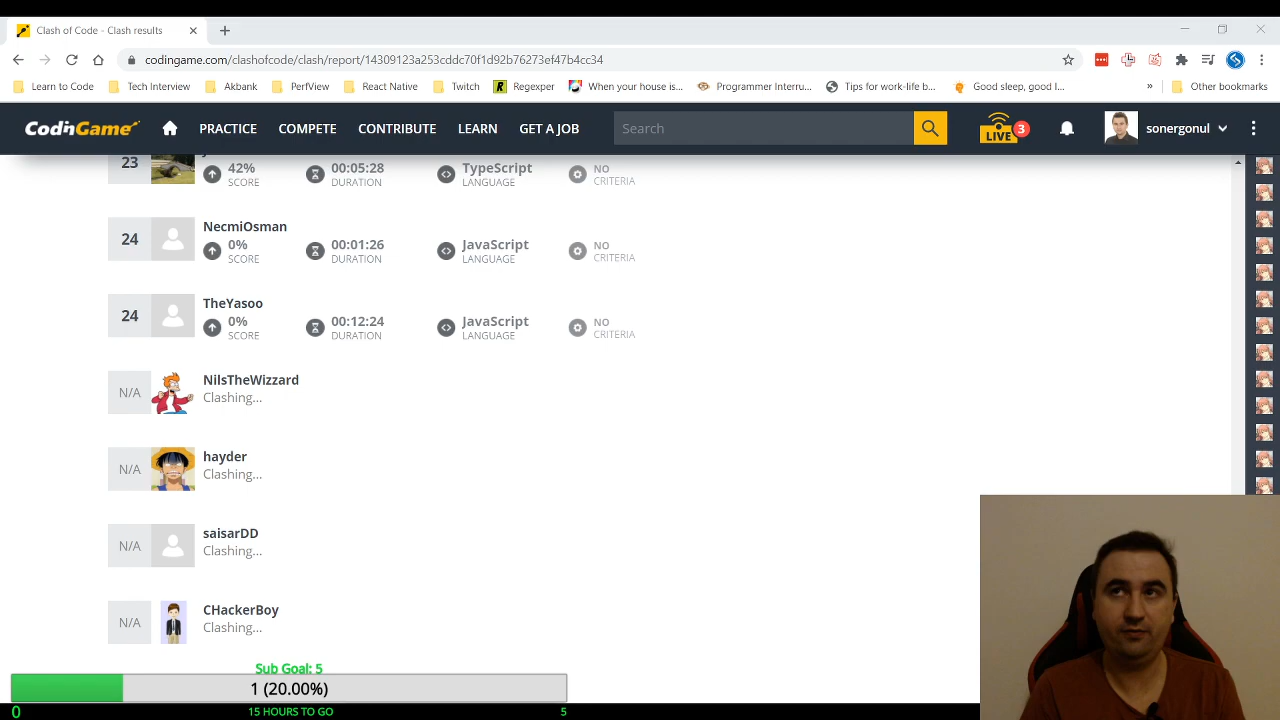 Clash of Code - Clash results
codingame.com/clashofcode/clash/report/14309123a253cddc70f1d92b76273ef47b4cc34
Learn to Code Tech Interview Akbank PerfView React Native Twitch Regexper When your house is... Programmer Interru... Tips for work-life b... Good sleep, good l... » Other bookmarks
CodinGame PRACTICE COMPETE CONTRIBUTE LEARN GET A JOB Search LIVE 3 sonergonul
23 42% 00:05:28 TypeScript NO
SCORE DURATION LANGUAGE CRITERIA
NecmiOsman
24 0% 00:01:26 JavaScript NO
SCORE DURATION LANGUAGE CRITERIA
TheYasoo
24 0% 00:12:24 JavaScript NO
SCORE DURATION LANGUAGE CRITERIA
NilsTheWizzard
N/A Clashing...
hayder
N/A Clashing...
saisarDD
N/A Clashing...
CHackerBoy
N/A Clashing...
Sub Goal: 5
1 (20.00%)
0 15 HOURS TO GO 5